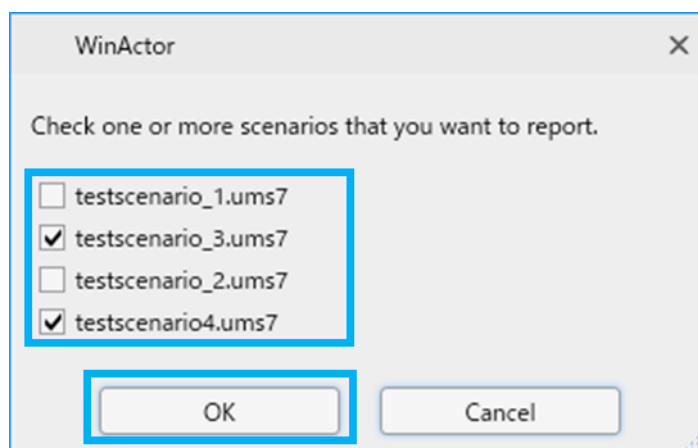 WinActor
Check one or more scenarios that you want to report.
testscenario_1.ums7
testscenario_3.ums7
testscenario_2.ums7
testscenario4.ums7
OK Cancel